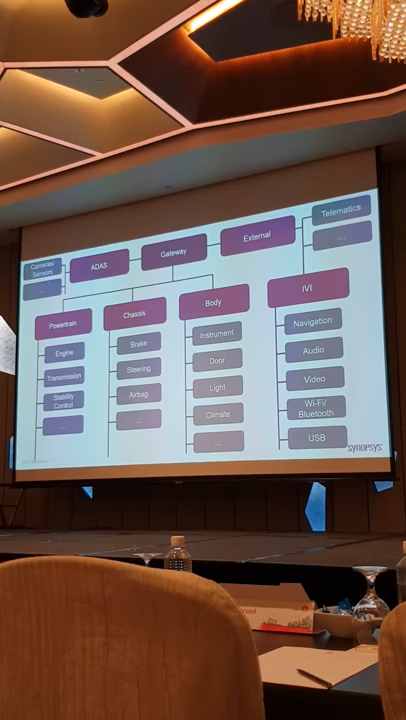 Telematics
...
External
Gateway
ADAS
Sensors
...
IVI
Body
Chassis
Powertrain
Navigation
Audio
Video
Wi-Fi/
Bluetooth
USB
Instrument
Door
Light
Climate
...
Brake
Steering
Airbag
...
Engine
Transmission
Stability
Control
...
SYNOPSYS